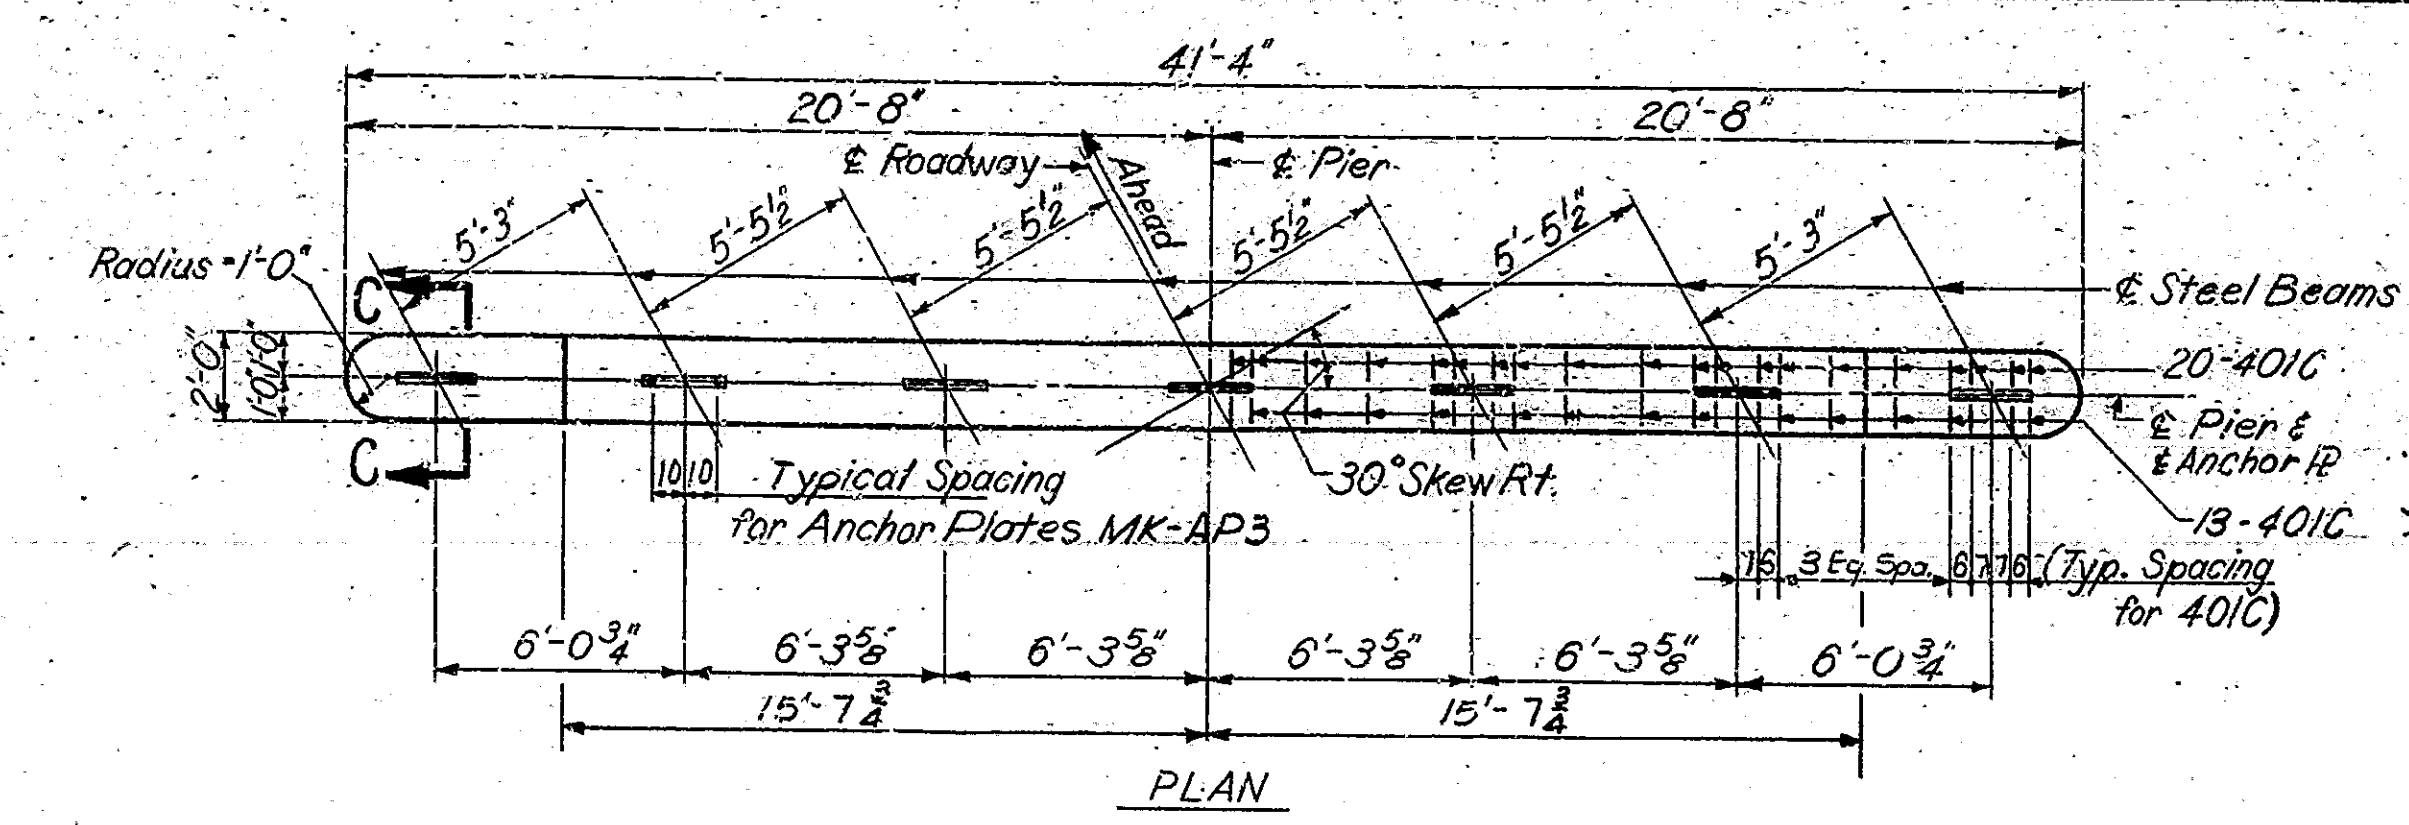 41'-4"
20'-8" 20'-8"
℄ Roadway ℄ Pier
Ahead
5'-3" 5'-5½" 5'-5½" 5'-5½" 5'-5½" 5'-3"
Radius = 1'-0"
℄ Steel Beams
C
2'-0" 1'-0" 1'-0"
20-401C
℄ Pier &
℄ Anchor ℙ
C
10 10 Typical Spacing
for Anchor Plates MK-AP3
30° Skew Rt.
13-401C
3 Eq. Spa. 6 7 7 6 (Typ. Spacing
for 401C)
6'-0¾" 6'-3⅝" 6'-3⅝" 6'-3⅝" 6'-3⅝" 6'-0¾"
15'-7¾" 15'-7¾
PLAN